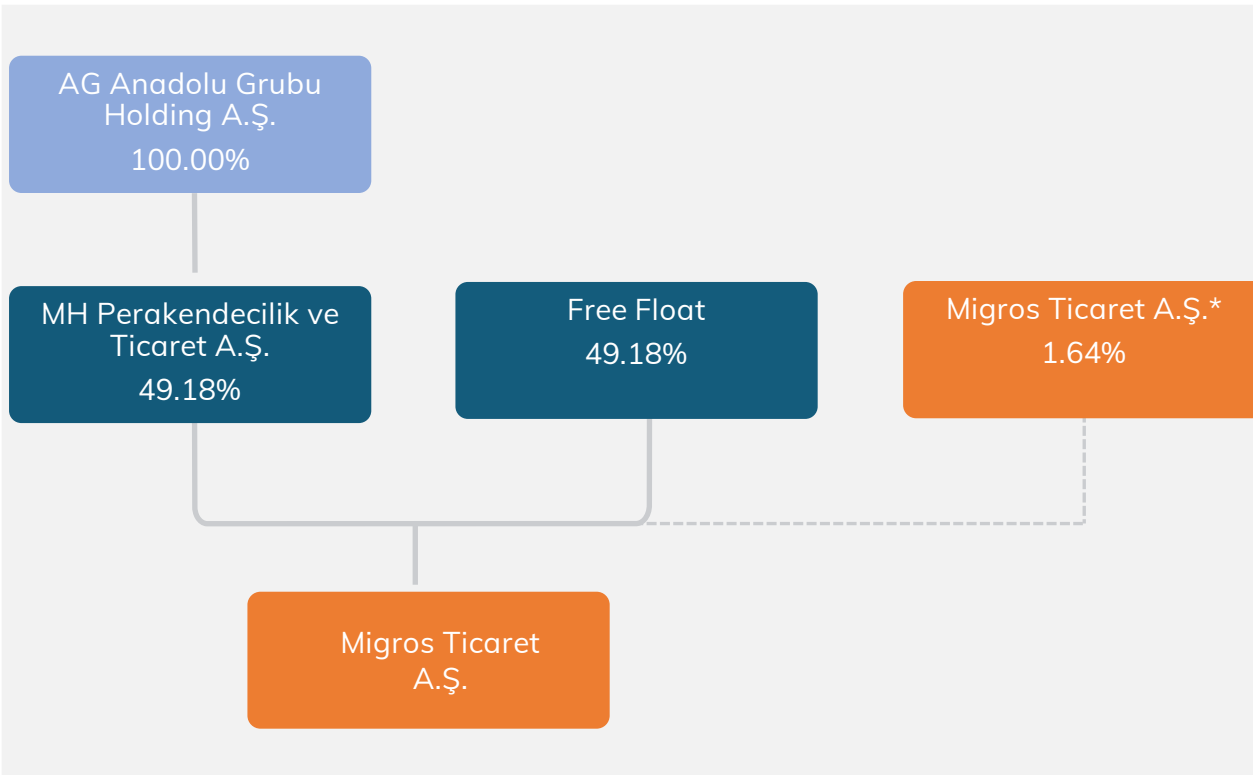 AG Anadolu Grubu
Holding A.Ş.
100.00%
MH Perakendecilik ve
Ticaret A.Ş.
49.18%
Free Float
49.18%
Migros Ticaret A.Ş.*
1.64%
Migros Ticaret
A.Ş.